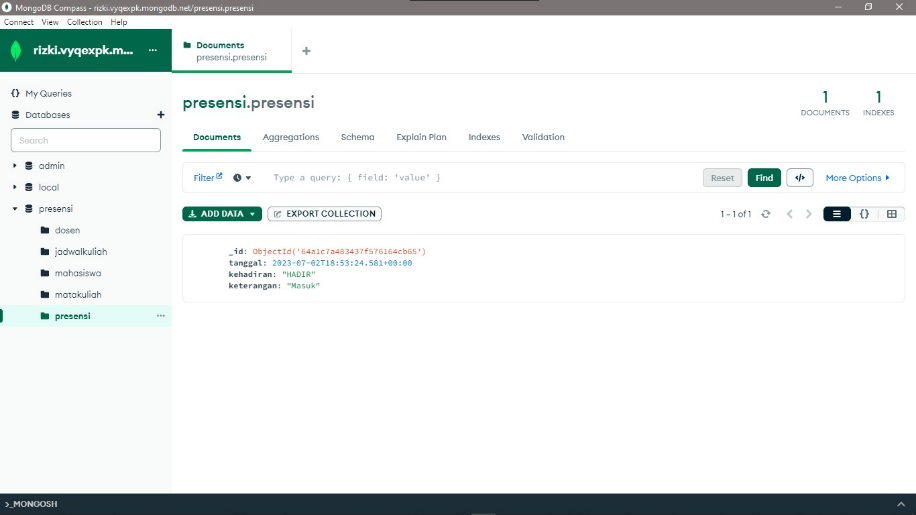 MongoDB Compass - rizki.vyqexpk.mongodb.net/presensi.presensi
Connect View Collection Help
rizki.vyqexpk.m... ...
Documents
presensi.presensi
+
My Queries
Databases +
Search
admin
local
presensi
dosen
jadwalkuliah
mahasiswa
matakuliah
presensi ...
presensi.presensi
1
DOCUMENTS
1
INDEXES
Documents Aggregations Schema Explain Plan Indexes Validation
Filter Type a query: { field: 'value' } Reset Find </> More Options
ADD DATA EXPORT COLLECTION 1 - 1 of 1 {}
_id: ObjectId('64a1c7a483437f576164cb65')
tanggal: 2023-07-02T18:53:24.581+00:00
kehadiran: "HADIR"
keterangan: "Masuk"
>_MONGOSH